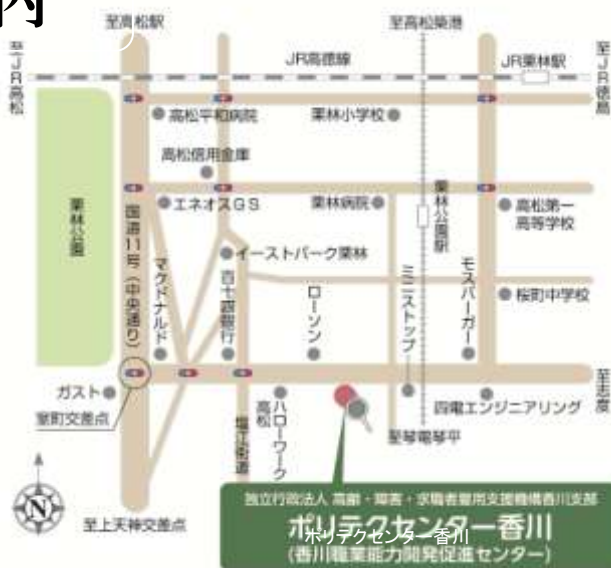 内
至高松駅
至高松築港
至JR高松
JR高徳線
JR栗林駅
至JR徳島
高松平和病院
栗林小学校
高松信用金庫
栗林公園
エネオスGS
栗林病院
栗林公園駅
高松第一
高等学校
国道11号(中央通り)
イーストパーク栗林
マクドナルド
百十四銀行
ローソン
ミニストップ
モスバーガー
桜町中学校
ガスト
室町交差点
塩江街道
ハローワーク
高松
四電エンジニアリング
至志度
至琴電琴平
N
至上天神交差点
独立行政法人 高齢・障害・求職者雇用支援機構香川支部
ポリテクセンター香川
ポリテクセンター香川
(香川職業能力開発促進センター)